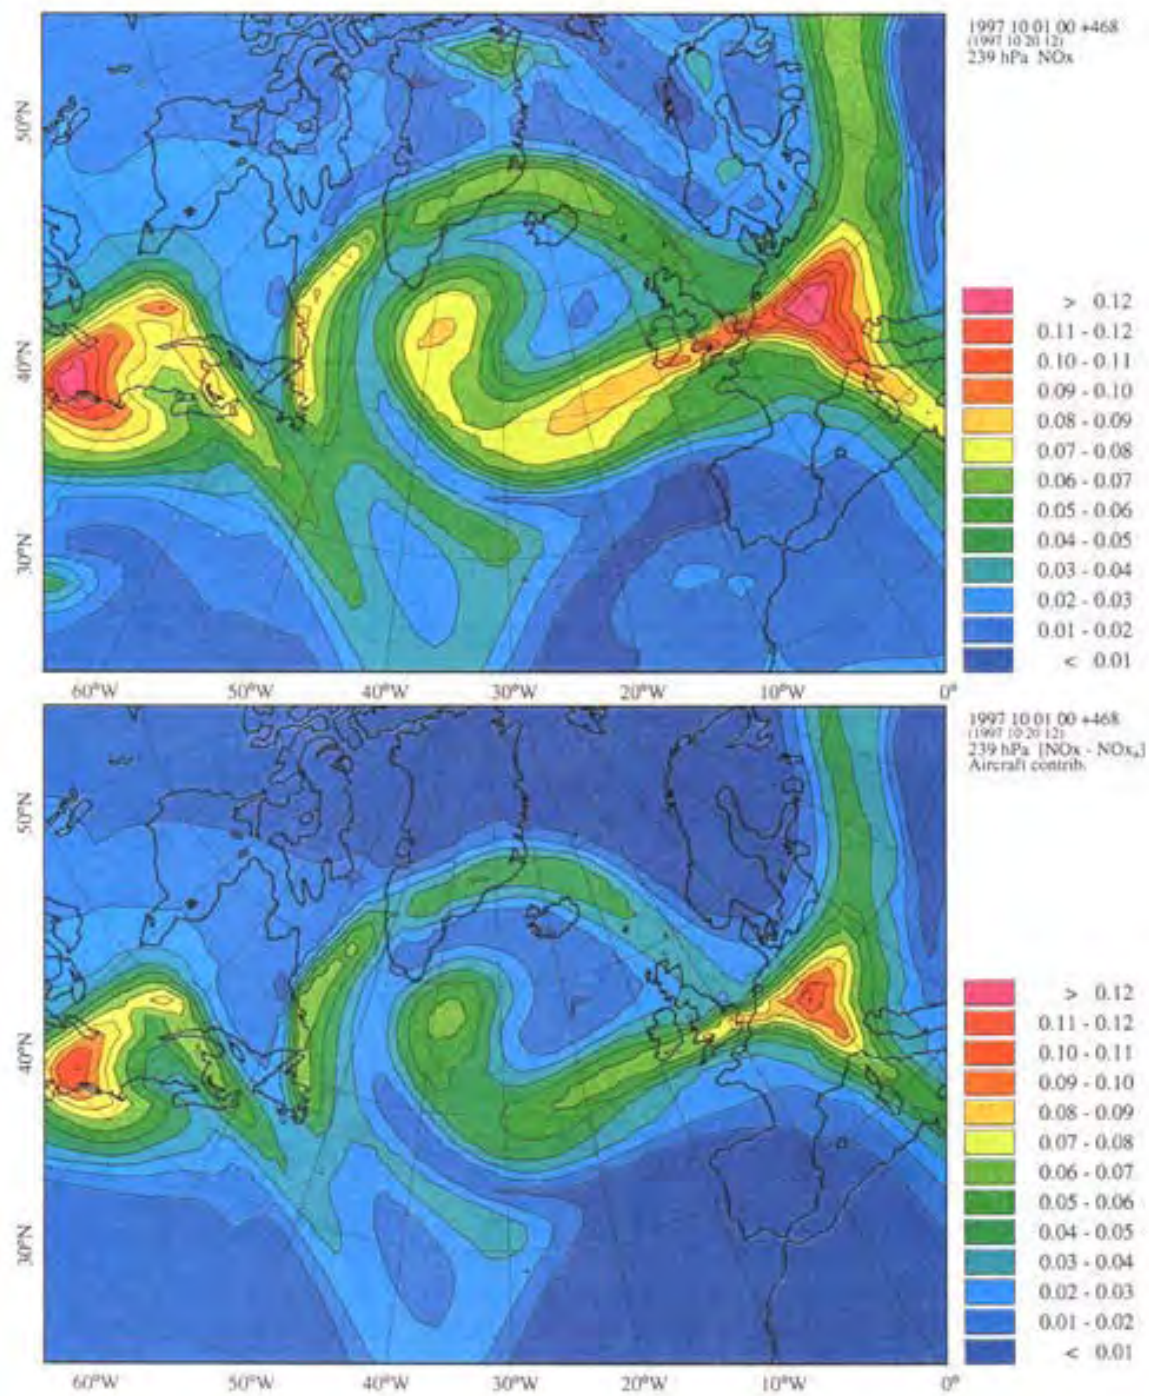 1997 10 01 00 +468
(1997 10 20 12)
239 hPa NOx
50°N
40°N
30°N
> 0.12
0.11 - 0.12
0.10 - 0.11
0.09 - 0.10
0.08 - 0.09
0.07 - 0.08
0.06 - 0.07
0.05 - 0.06
0.04 - 0.05
0.03 - 0.04
0.02 - 0.03
0.01 - 0.02
< 0.01
60°W 50°W 40°W 30°W 20°W 10°W 0°
1997 10 01 00 +468
(1997 10 20 12)
239 hPa [NOx - NOxₐ]
Aircraft contrib.
50°N
40°N
30°N
> 0.12
0.11 - 0.12
0.10 - 0.11
0.09 - 0.10
0.08 - 0.09
0.07 - 0.08
0.06 - 0.07
0.05 - 0.06
0.04 - 0.05
0.03 - 0.04
0.02 - 0.03
0.01 - 0.02
< 0.01
60°W 50°W 40°W 30°W 20°W 10°W 0°